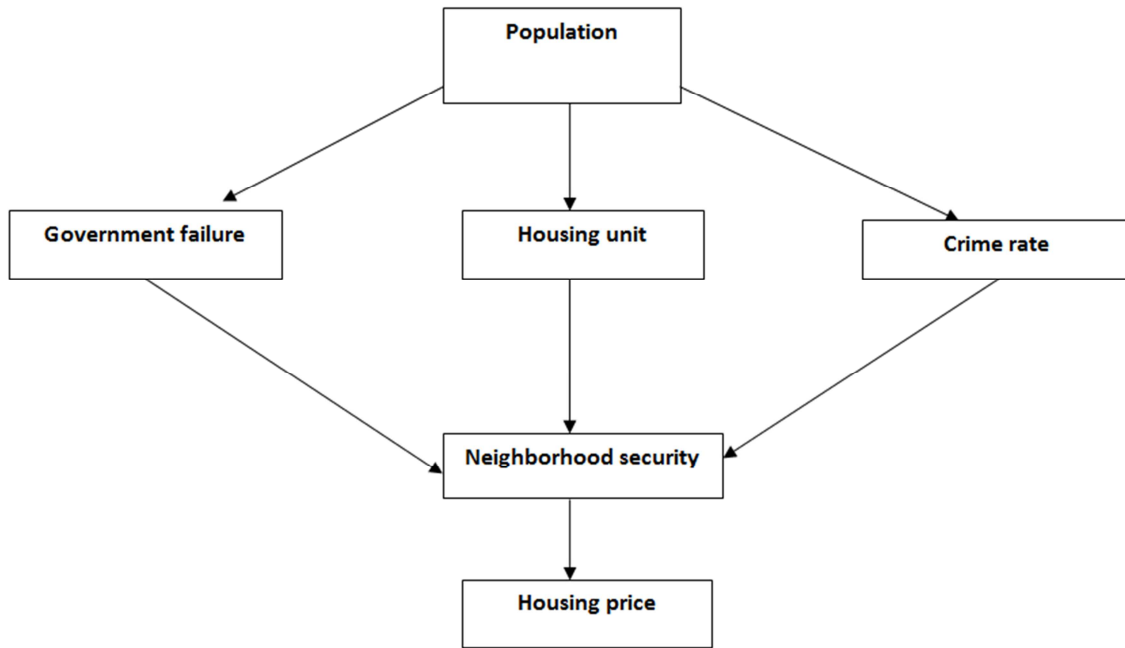 Population
Government failure
Housing unit
Crime rate
Neighborhood security
Housing price